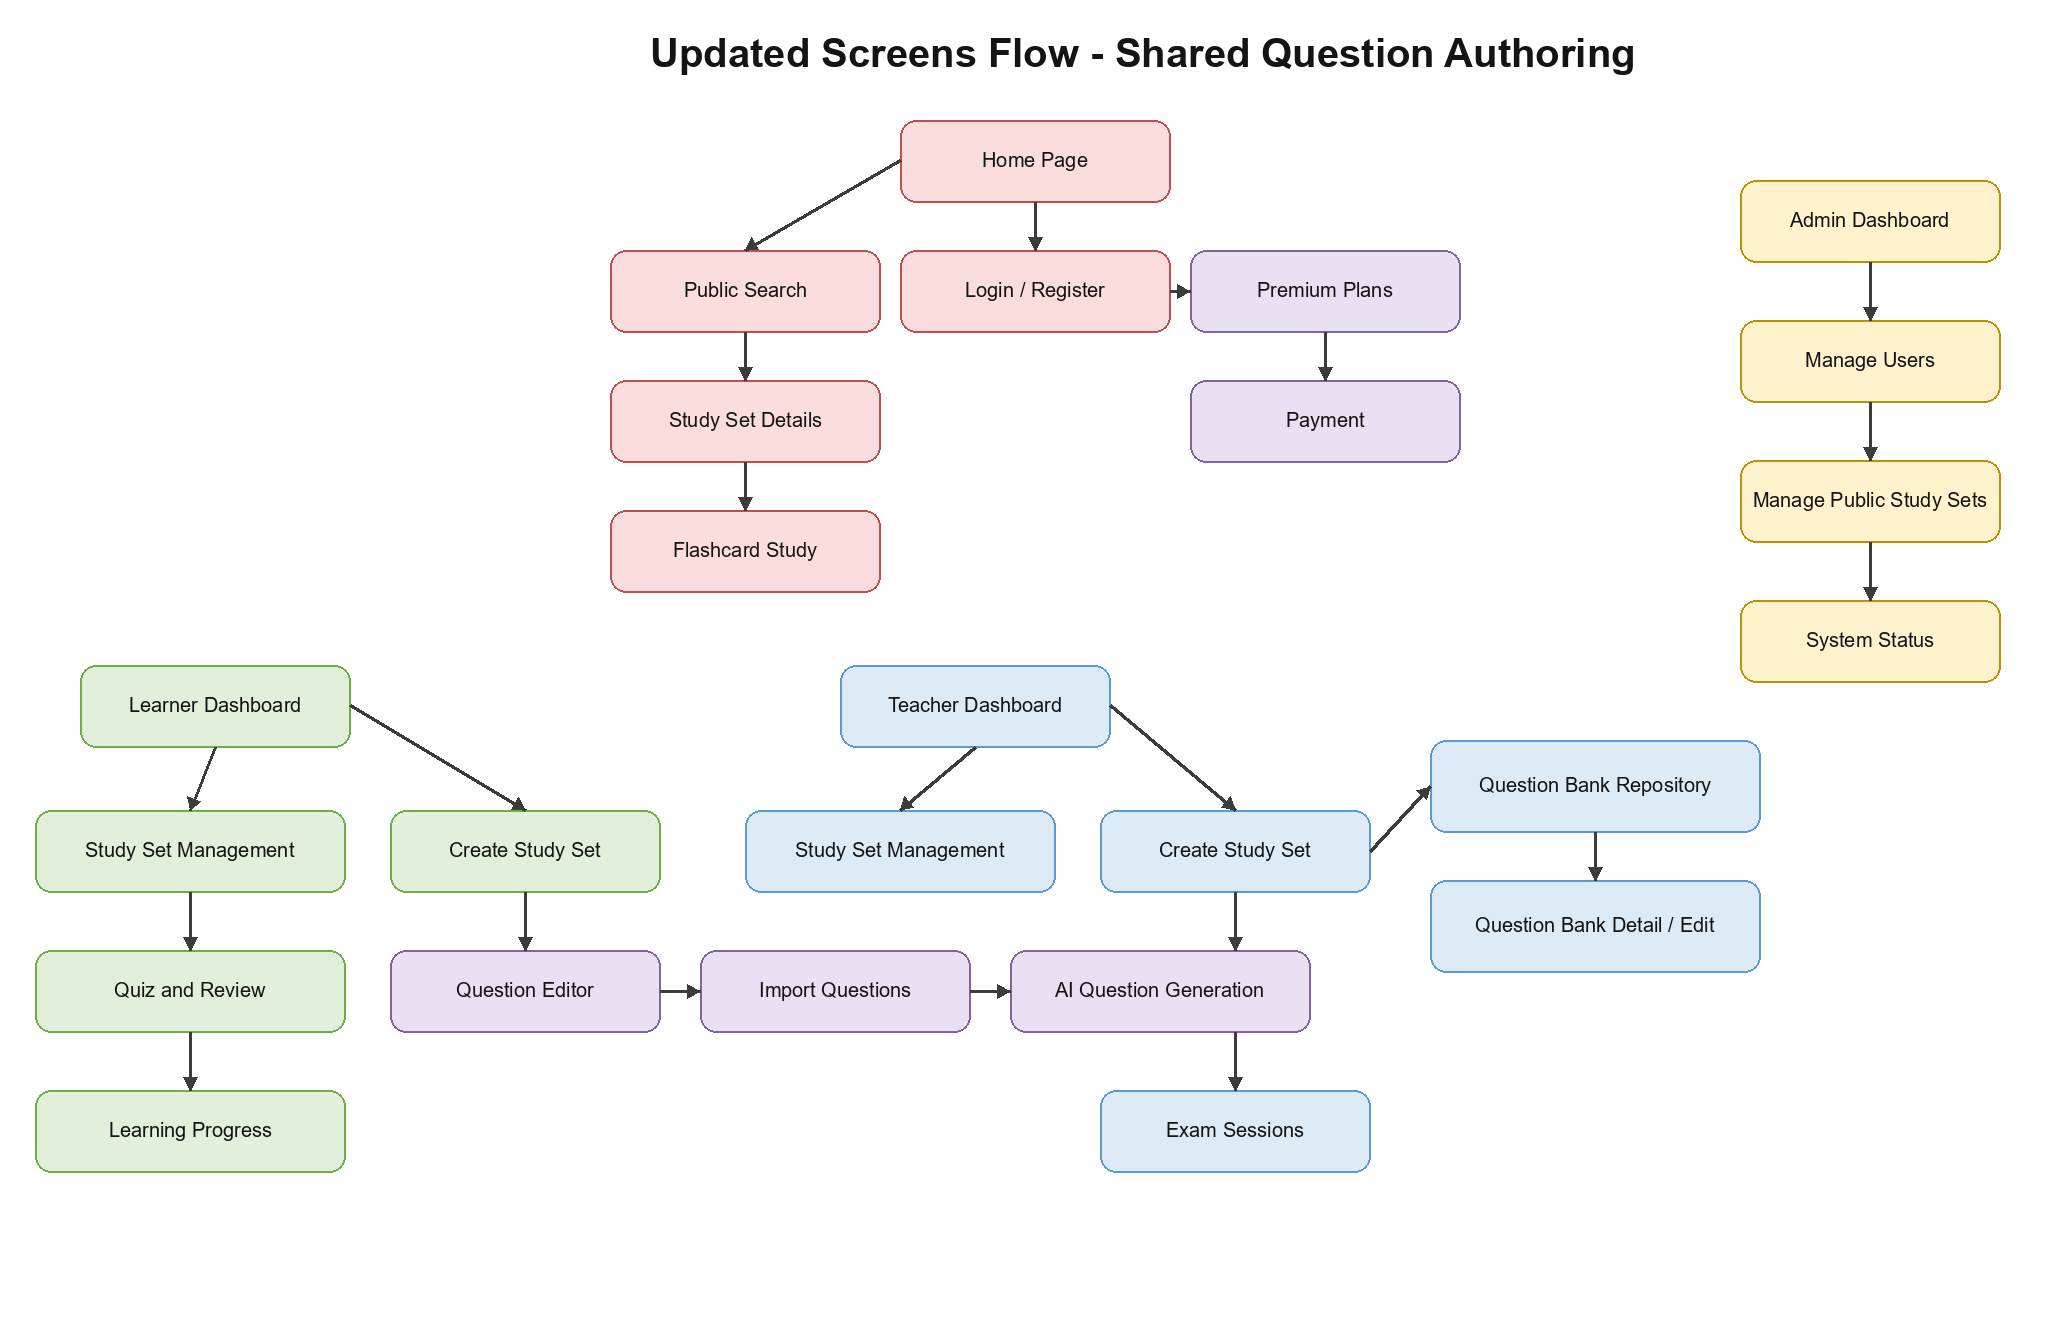 Updated Screens Flow - Shared Question Authoring
Home Page
Admin Dashboard
Public Search
Login / Register
Premium Plans
Manage Users
Study Set Details
Payment
Manage Public Study Sets
Flashcard Study
System Status
Learner Dashboard
Teacher Dashboard
Question Bank Repository
Study Set Management
Create Study Set
Study Set Management
Create Study Set
Question Bank Detail / Edit
Quiz and Review
Question Editor
Import Questions
AI Question Generation
Learning Progress
Exam Sessions